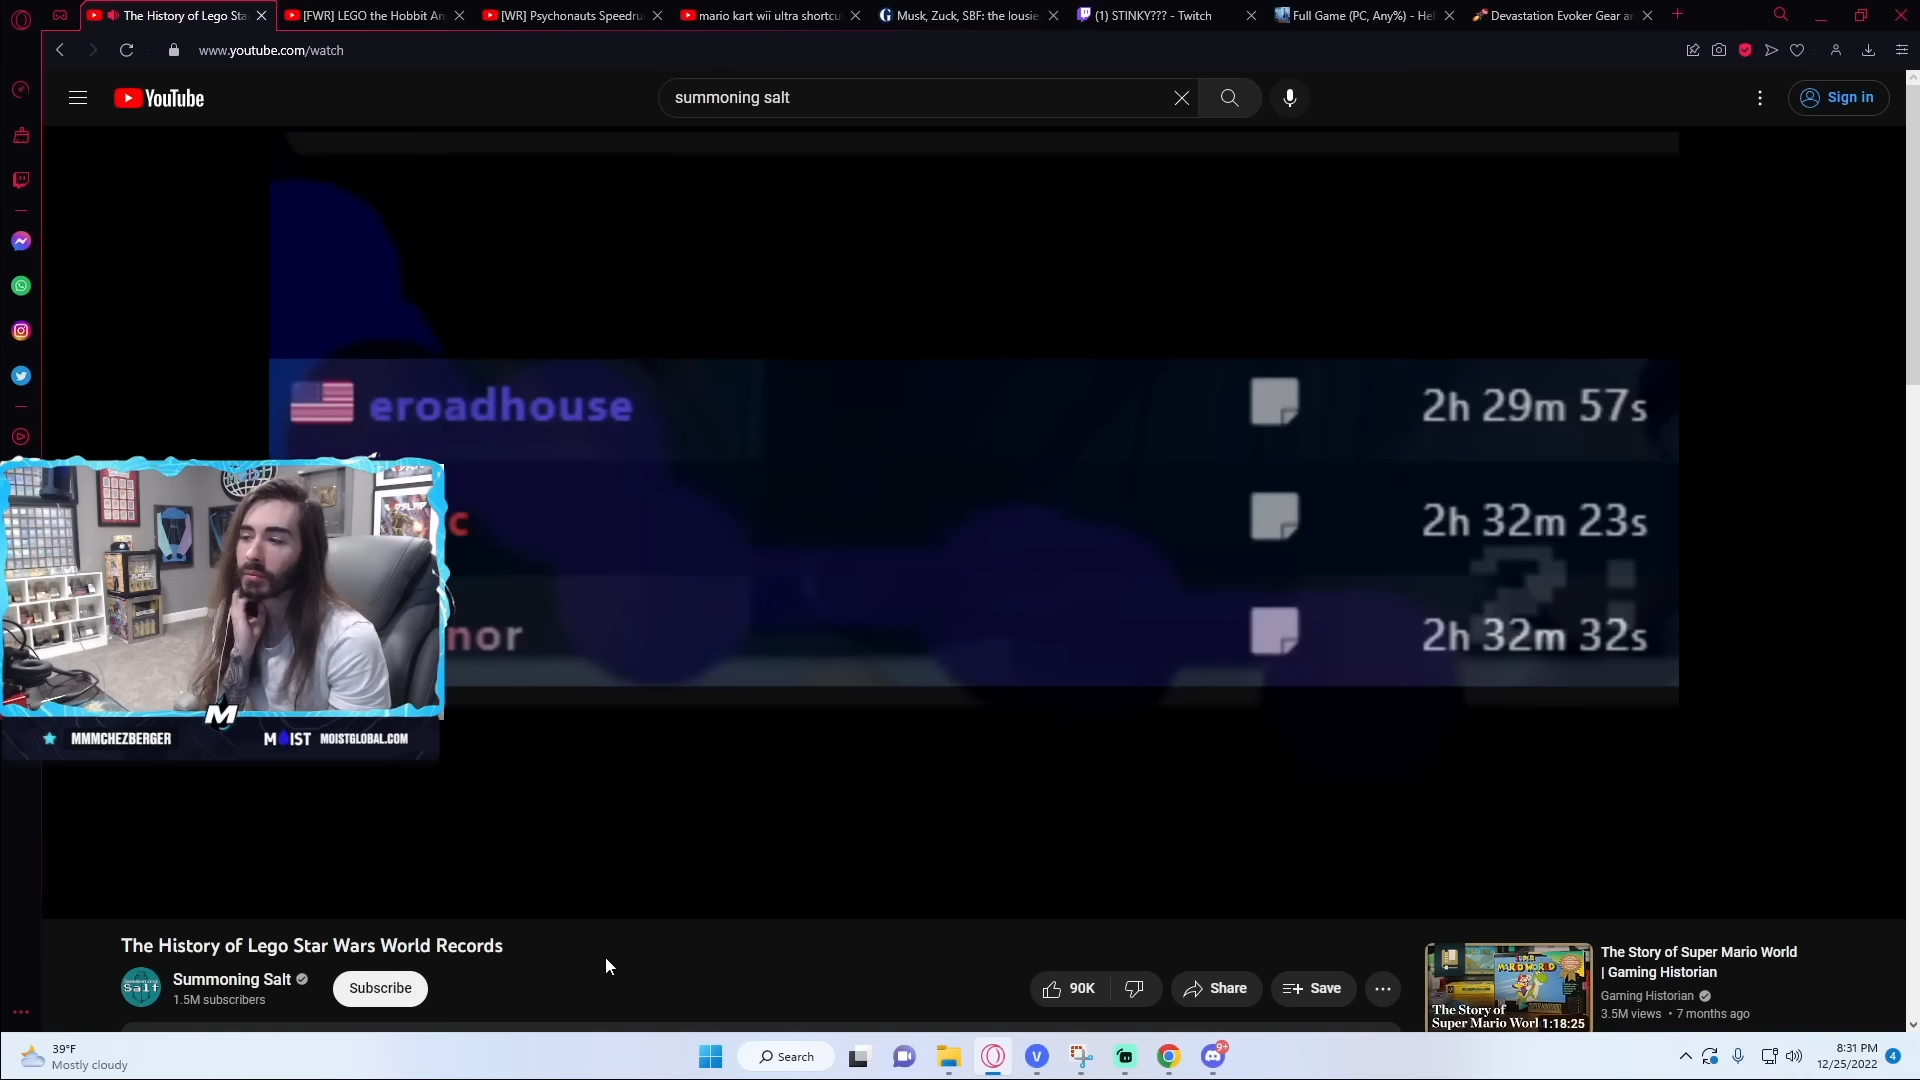 The History of Lego Sta
[FWR] LEGO the Hobbit An
[WR] Psychonauts Speedru
mario kart wii ultra shortcu
Musk, Zuck, SBF: the lousie
(1) STINKY??? - Twitch
Full Game (PC, Any%) - Hel
Devastation Evoker Gear an
www.youtube.com/watch
YouTube
summoning salt
Sign in
eroadhouse
2h 29m 57s
c
2h 32m 23s
nor
2h 32m 32s
2:
M
MMMCHEZBERGER
MOIST
MOISTGLOBAL.COM
The History of Lego Star Wars World Records
Salt
Summoning Salt
1.5M subscribers
Subscribe
90K
Share
Save
The Story of
Super Mario Worl
1:18:25
The Story of Super Mario World
| Gaming Historian
Gaming Historian
3.5M views • 7 months ago
39°F
Mostly cloudy
Search
V
9+
8:31 PM
12/25/2022
4